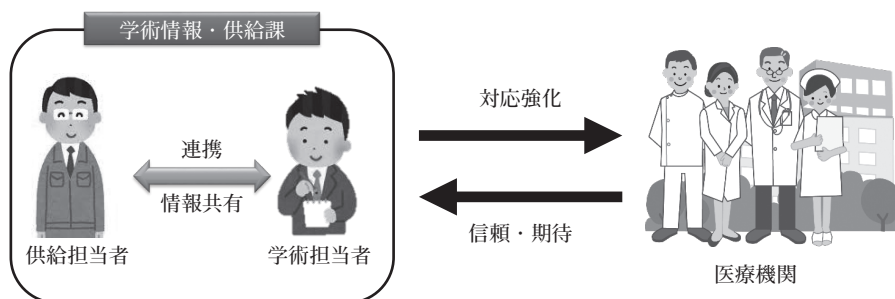 学術情報・供給課
連携
情報共有
供給担当者
学術担当者
対応強化
信頼・期待
医療機関